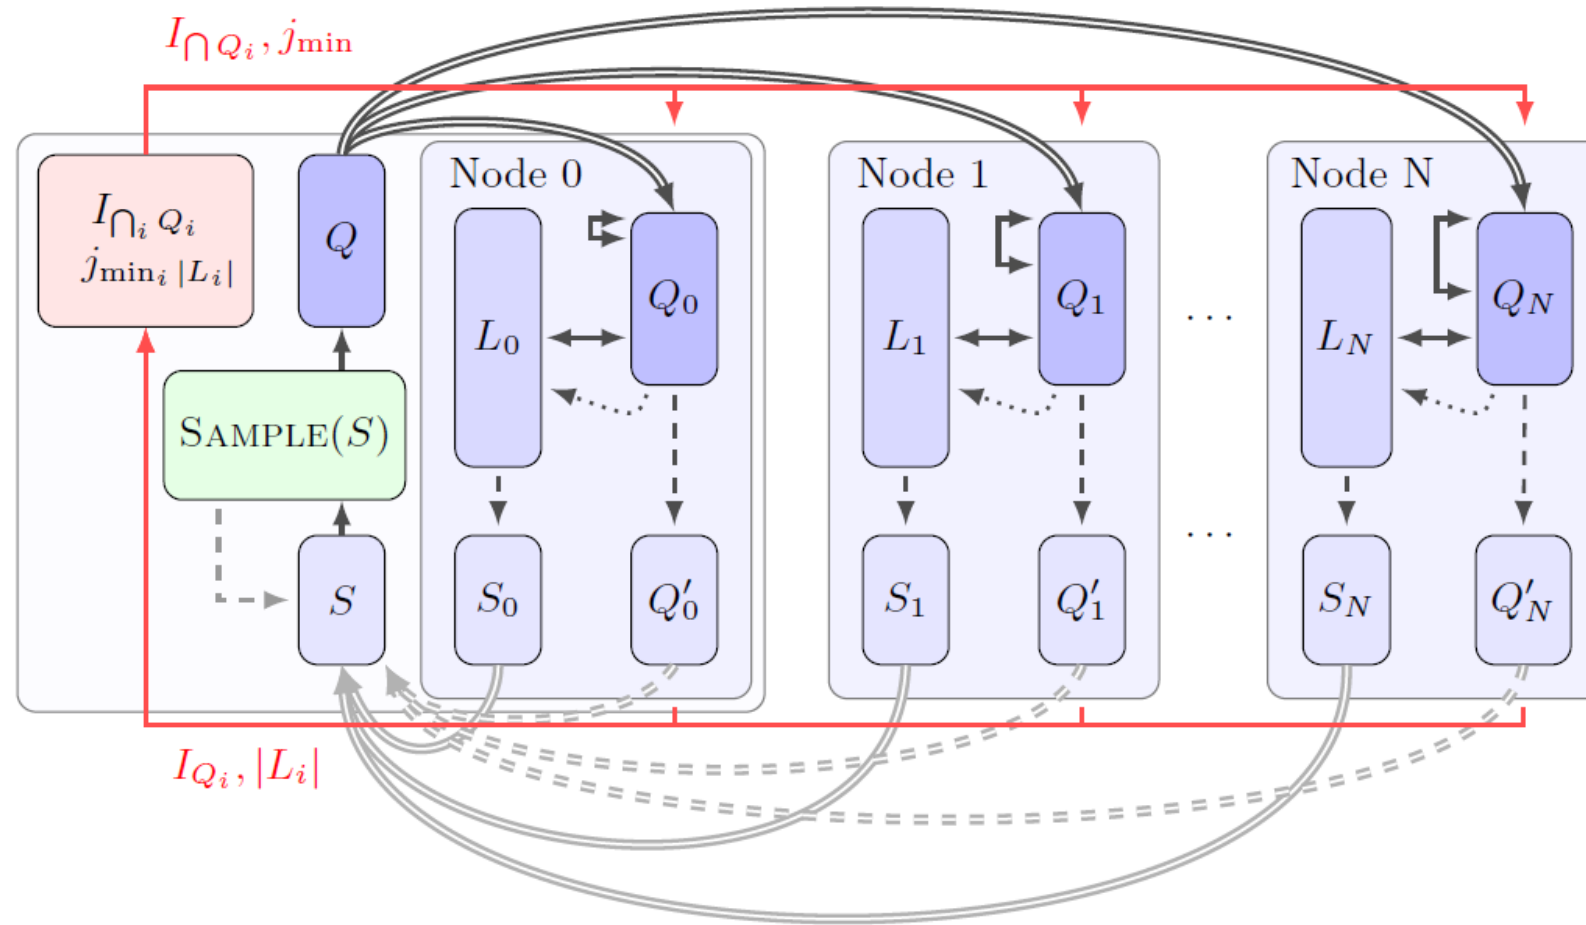 I_{⋂ Q_i}, j_min
Node 0
Node 1
Node N
I_{⋂_i Q_i}
j_{min_i |L_i|}
Q
L_0
Q_0
L_1
Q_1
...
L_N
Q_N
SAMPLE(S)
S
S_0
Q'_0
S_1
Q'_1
...
S_N
Q'_N
I_{Q_i}, |L_i|